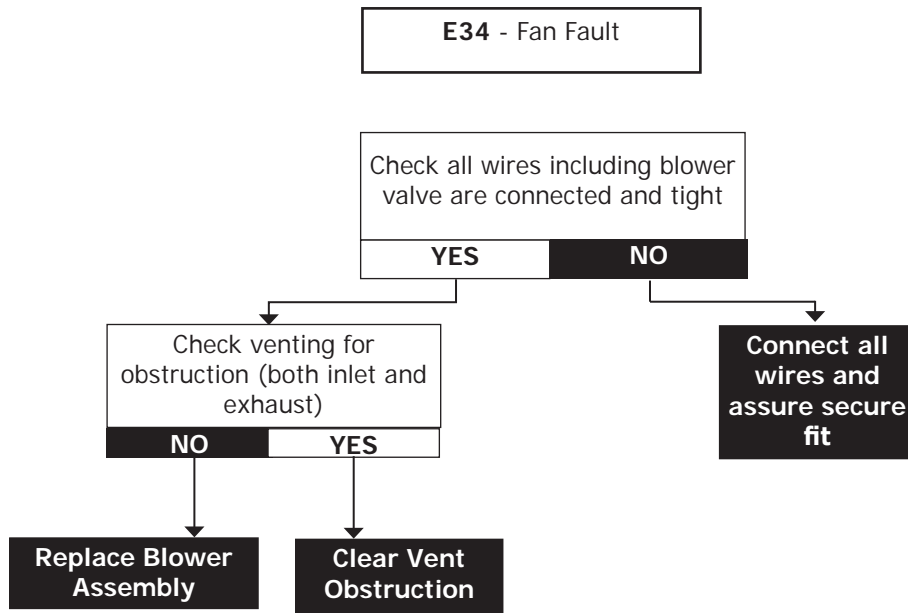 E34 - Fan Fault
Check all wires including blower
valve are connected and tight
YES
NO
Check venting for
obstruction (both inlet and
exhaust)
NO
YES
Connect all
wires and
assure secure
fit
Replace Blower
Assembly
Clear Vent
Obstruction